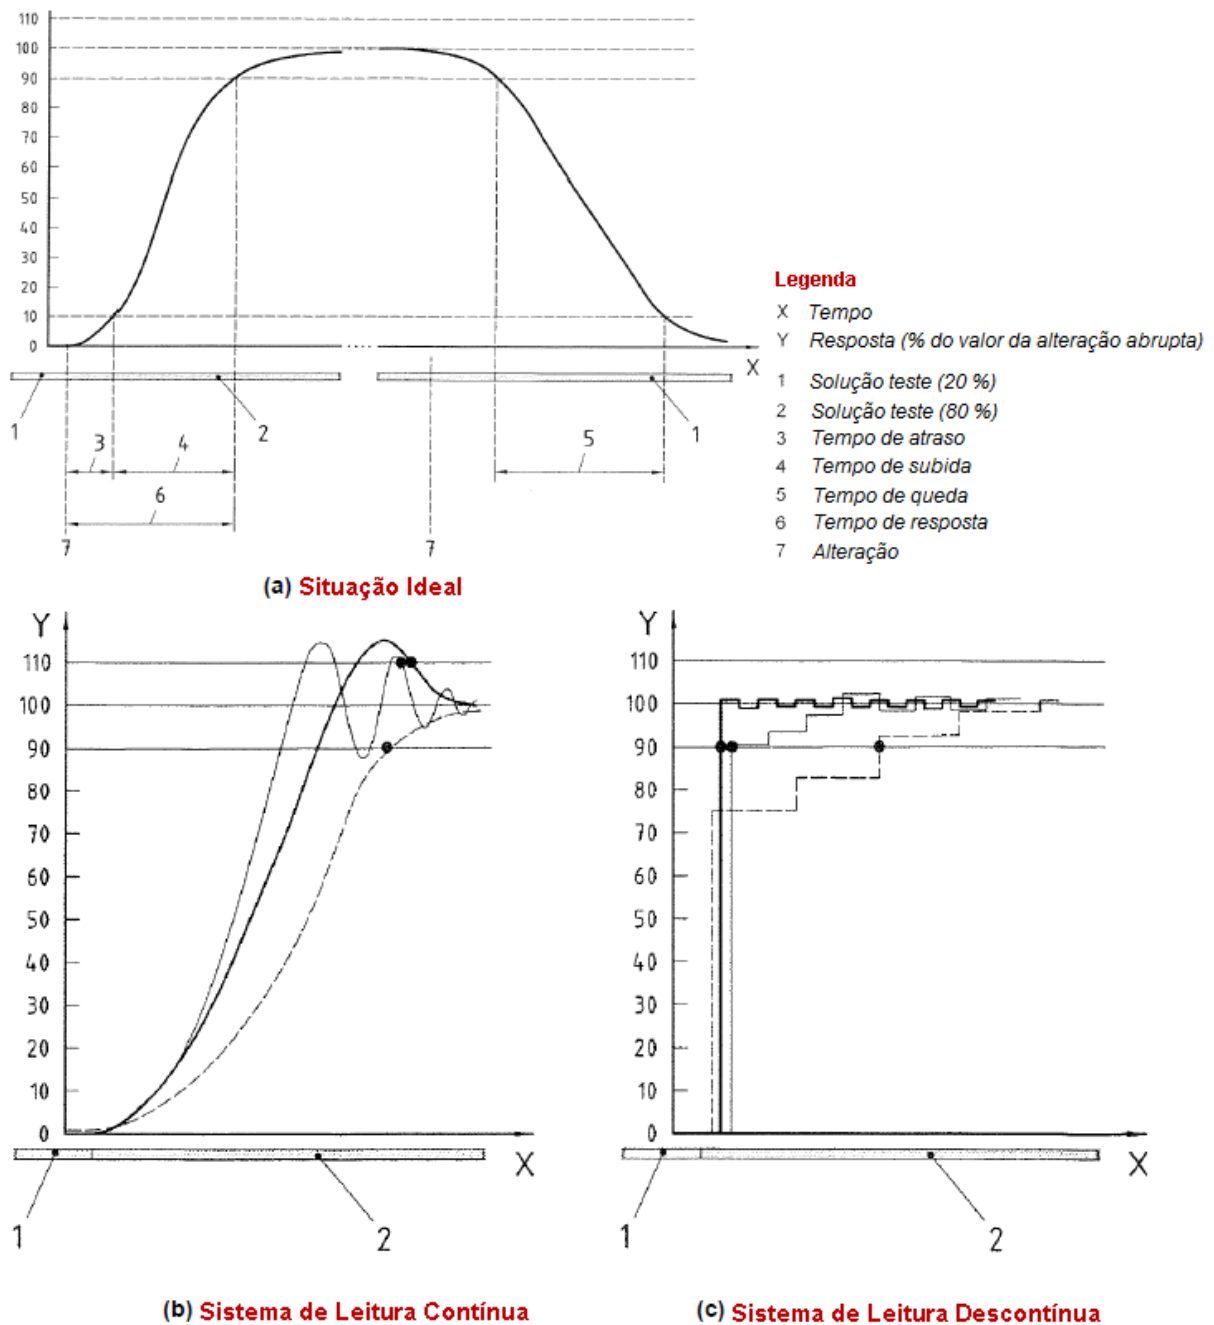 110
100
90
80
70
60
50
40
30
20
10
0
X
1
2
1
3
4
5
6
7
7
Legenda
X Tempo
Y Resposta (% do valor da alteração abrupta)
1 Solução teste (20 %)
2 Solução teste (80 %)
3 Tempo de atraso
4 Tempo de subida
5 Tempo de queda
6 Tempo de resposta
7 Alteração
(a) Situação Ideal
Y
110
100
90
80
70
60
50
40
30
20
10
0
X
1
2
(b) Sistema de Leitura Contínua
Y
110
100
90
80
70
60
50
40
30
20
10
0
X
1
2
(c) Sistema de Leitura Descontínua